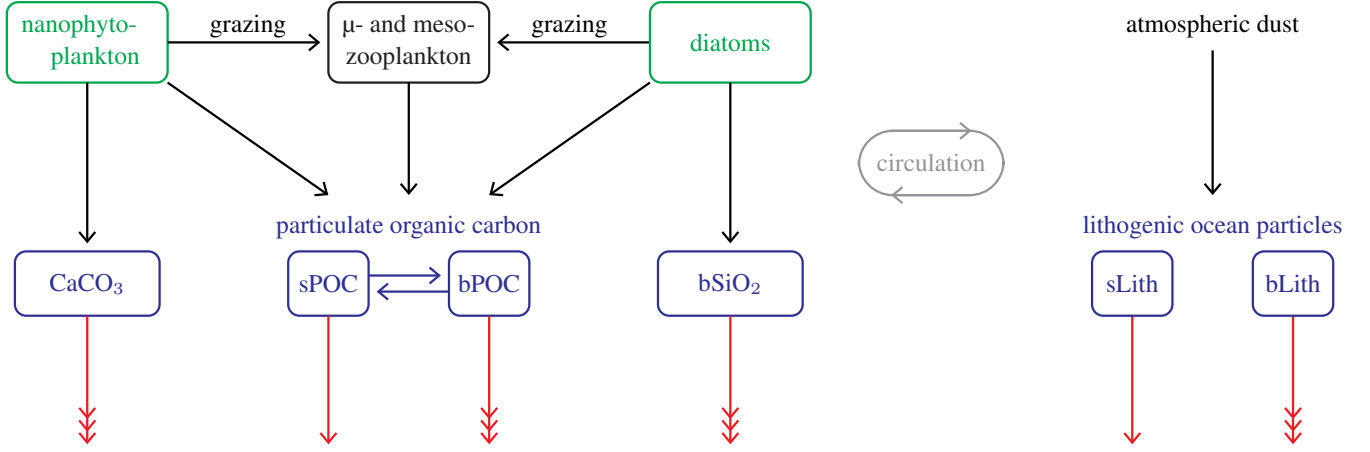 nanophyto-
plankton
grazing
μ- and meso-
zooplankton
grazing
diatoms
atmospheric dust
circulation
particulate organic carbon
lithogenic ocean particles
CaCO₃
sPOC
bPOC
bSiO₂
sLith
bLith